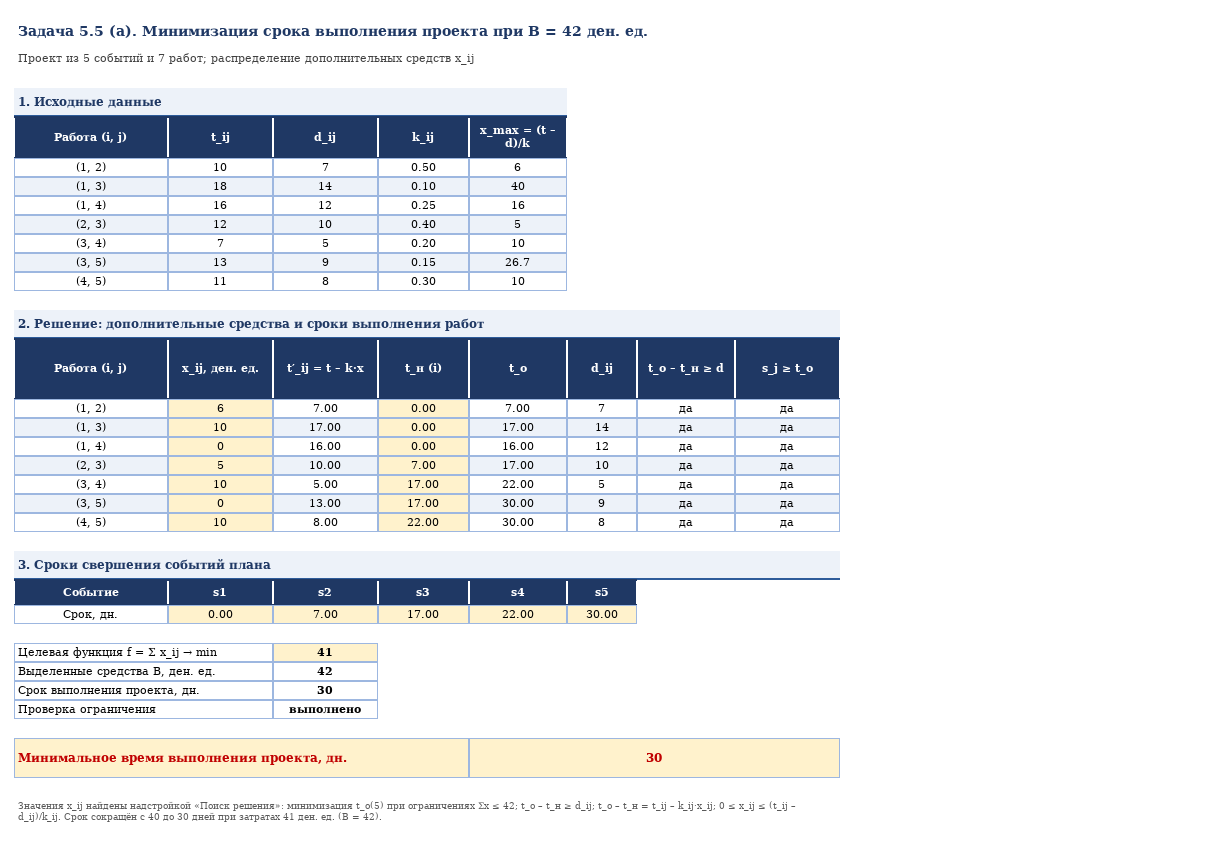 Задача 5.5 (а). Минимизация срока выполнения проекта при B = 42 ден. ед.
Проект из 5 событий и 7 работ; распределение дополнительных средств x_ij
1. Исходные данные
Работа (i, j) t_ij d_ij k_ij x_max = (t –
d)/k
(1, 2) 10 7 0.50 6
(1, 3) 18 14 0.10 40
(1, 4) 16 12 0.25 16
(2, 3) 12 10 0.40 5
(3, 4) 7 5 0.20 10
(3, 5) 13 9 0.15 26.7
(4, 5) 11 8 0.30 10
2. Решение: дополнительные средства и сроки выполнения работ
Работа (i, j) x_ij, ден. ед. t′_ij = t – k·x t_н (i) t_о d_ij t_о – t_н ≥ d s_j ≥ t_о
(1, 2) 6 7.00 0.00 7.00 7 да да
(1, 3) 10 17.00 0.00 17.00 14 да да
(1, 4) 0 16.00 0.00 16.00 12 да да
(2, 3) 5 10.00 7.00 17.00 10 да да
(3, 4) 10 5.00 17.00 22.00 5 да да
(3, 5) 0 13.00 17.00 30.00 9 да да
(4, 5) 10 8.00 22.00 30.00 8 да да
3. Сроки свершения событий плана
Событие s1 s2 s3 s4 s5
Срок, дн. 0.00 7.00 17.00 22.00 30.00
Целевая функция f = Σ x_ij → min 41
Выделенные средства B, ден. ед. 42
Срок выполнения проекта, дн. 30
Проверка ограничения выполнено
Минимальное время выполнения проекта, дн. 30
Значения x_ij найдены надстройкой «Поиск решения»: минимизация t_о(5) при ограничениях Σx ≤ 42; t_о – t_н ≥ d_ij; t_о – t_н = t_ij – k_ij·x_ij; 0 ≤ x_ij ≤ (t_ij –
d_ij)/k_ij. Срок сокращён с 40 до 30 дней при затратах 41 ден. ед. (B = 42).